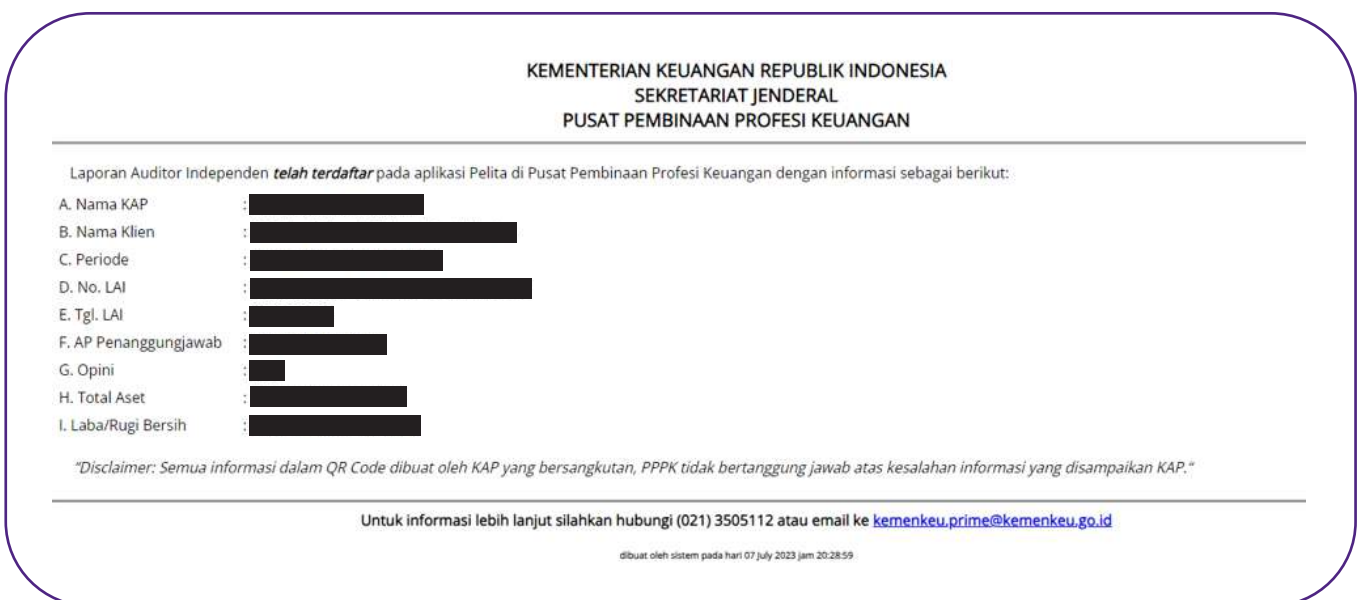 KEMENTERIAN KEUANGAN REPUBLIK INDONESIA
SEKRETARIAT JENDERAL
PUSAT PEMBINAAN PROFESI KEUANGAN
Laporan Auditor Independen telah terdaftar pada aplikasi Pelita di Pusat Pembinaan Profesi Keuangan dengan informasi sebagai berikut:
A. Nama KAP :
B. Nama Klien :
C. Periode :
D. No. LAI :
E. Tgl. LAI :
F. AP Penanggungjawab :
G. Opini :
H. Total Aset :
I. Laba/Rugi Bersih :
"Disclaimer: Semua informasi dalam QR Code dibuat oleh KAP yang bersangkutan, PPPK tidak bertanggung jawab atas kesalahan informasi yang disampaikan KAP."
Untuk informasi lebih lanjut silahkan hubungi (021) 3505112 atau email ke kemenkeu.prime@kemenkeu.go.id
dibuat oleh sistem pada hari 07 July 2023 jam 20:28:59